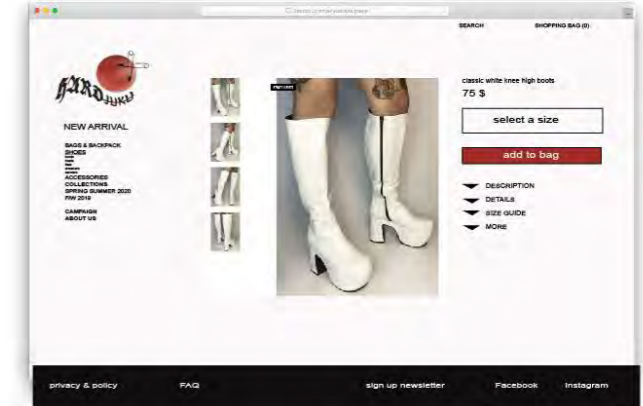 SEARCH
SHOPPING BAG (0)
HARDJUKU
NEW ARRIVAL
BAGS & BACKPACK
SHOES
ACCESSORIES
COLLECTIONS
SPRING SUMMER 2020
F/W 2019
CAMPAIGN
ABOUT US
classic white knee high boots
75 $
select a size
add to bag
DESCRIPTION
DETAILS
SIZE GUIDE
MORE
privacy & policy
FAQ
sign up newsletter
Facebook
Instagram